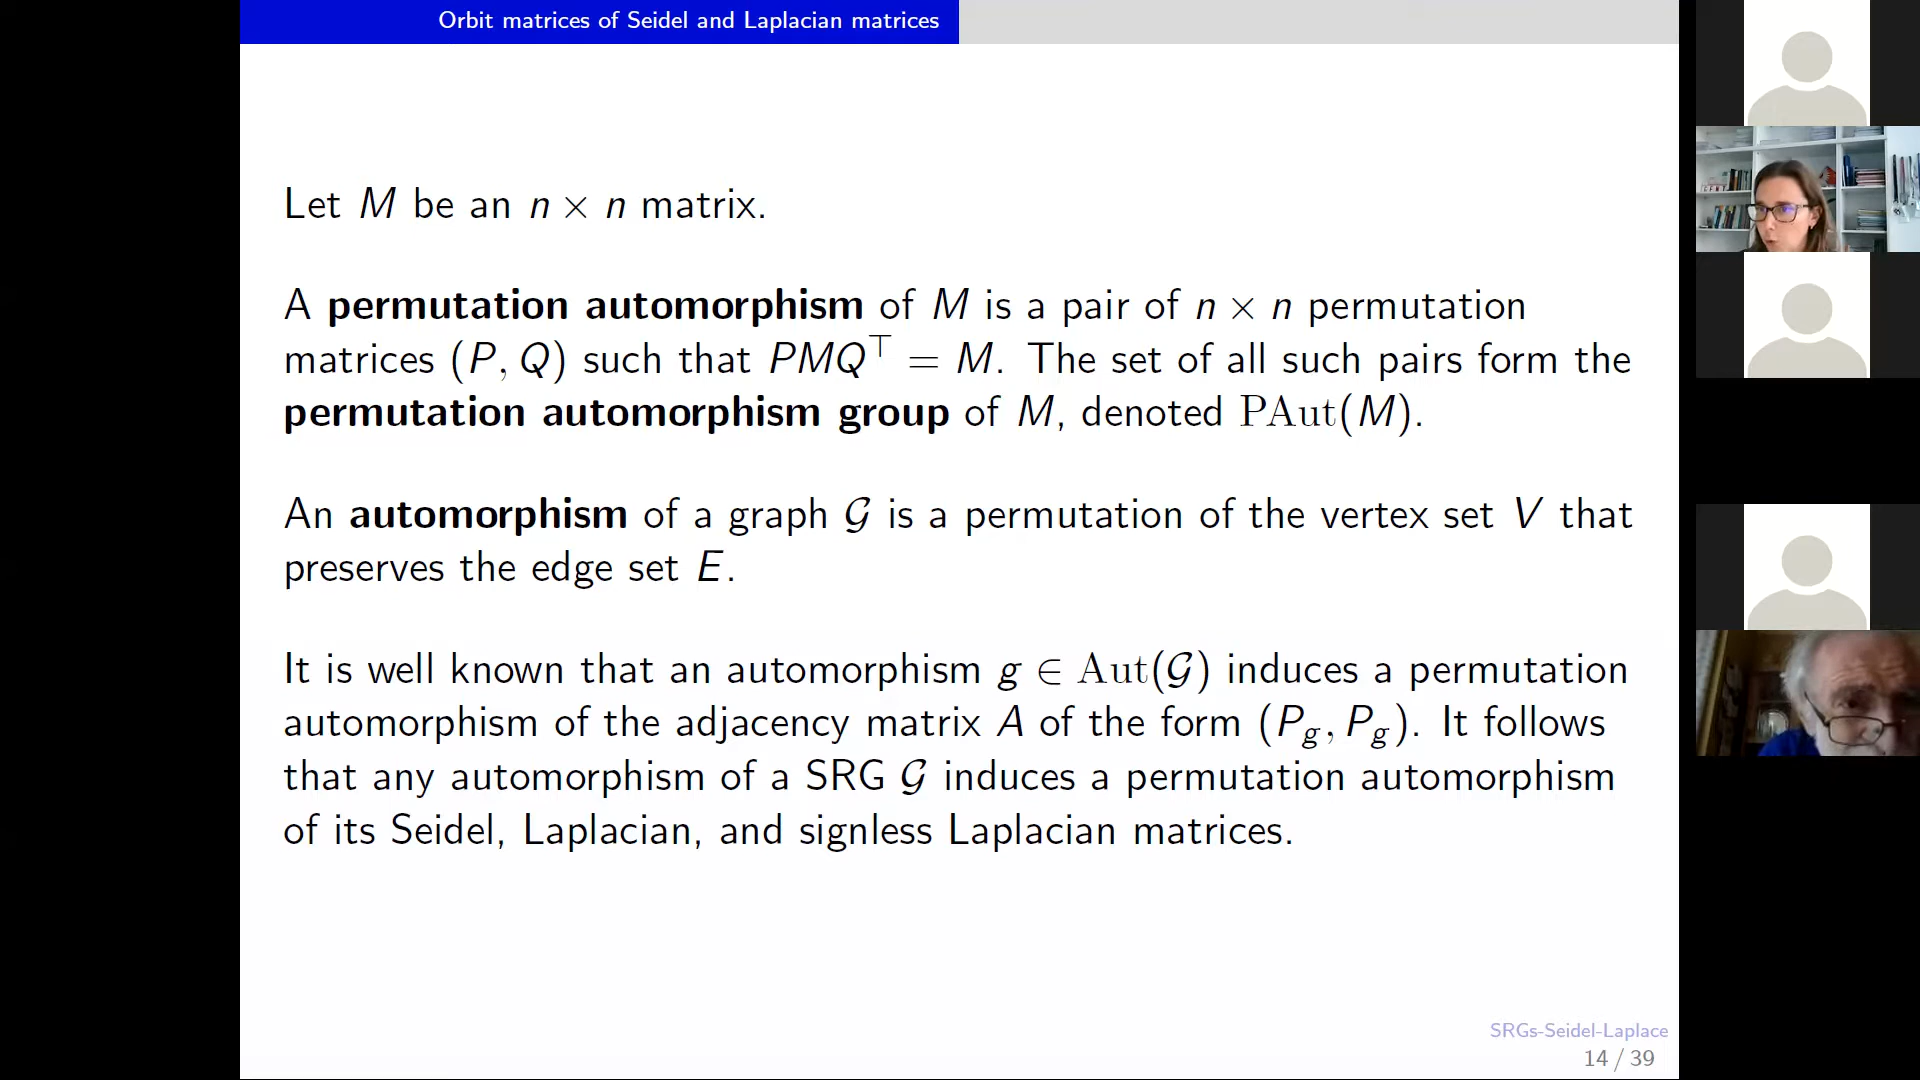 Orbit matrices of Seidel and Laplacian matrices
Let M be an n × n matrix.
A permutation automorphism of M is a pair of n × n permutation
matrices (P, Q) such that PMQ⊤ = M. The set of all such pairs form the
permutation automorphism group of M, denoted PAut(M).
An automorphism of a graph 𝒢 is a permutation of the vertex set V that
preserves the edge set E.
It is well known that an automorphism g ∈ Aut(𝒢) induces a permutation
automorphism of the adjacency matrix A of the form (P_g, P_g). It follows
that any automorphism of a SRG 𝒢 induces a permutation automorphism
of its Seidel, Laplacian, and signless Laplacian matrices.
SRGs-Seidel-Laplace
14 / 39